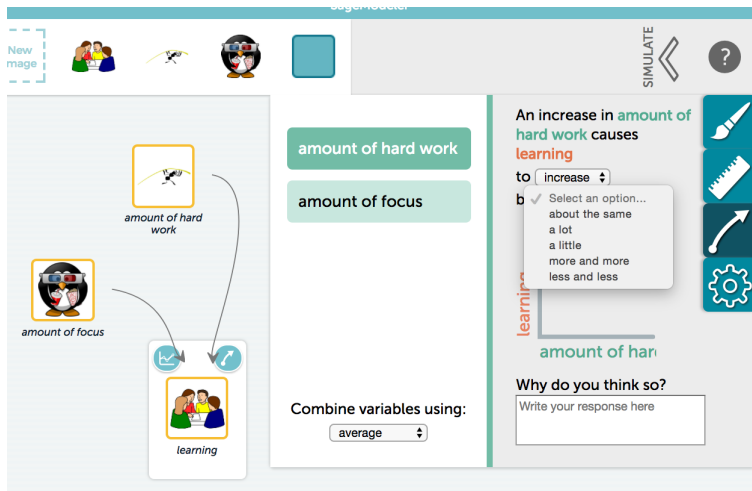 SageModeler
New
mage
SIMULATE
?
amount of hard
work
amount of focus
learning
amount of hard work
amount of focus
Combine variables using:
average
An increase in amount of
hard work causes
learning
to increase
b
Select an option...
about the same
a lot
a little
more and more
less and less
learning
amount of har
Why do you think so?
Write your response here